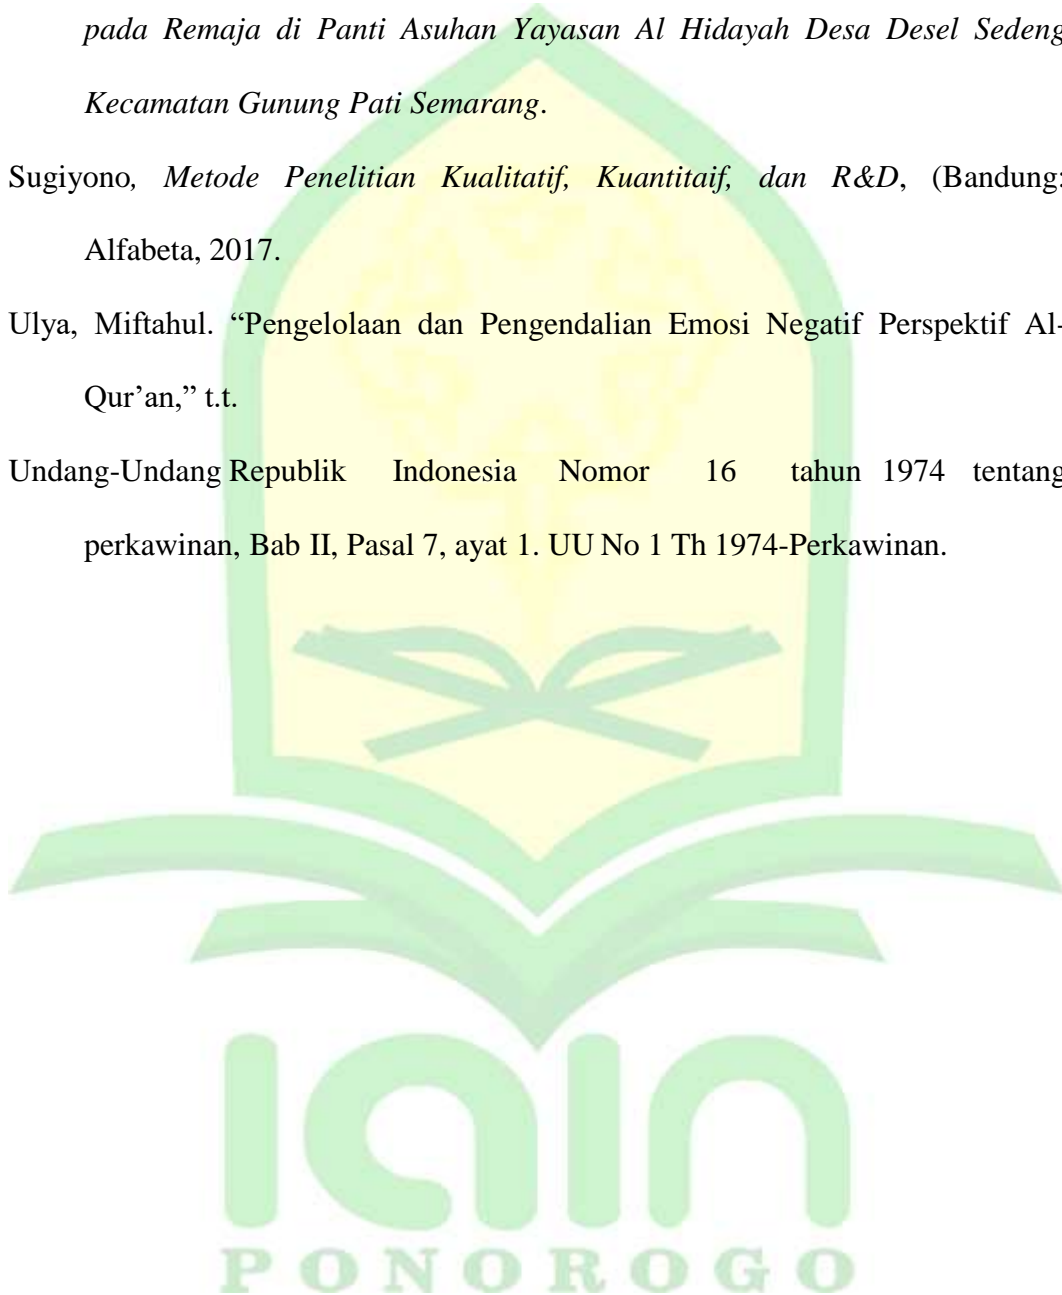 pada Remaja di Panti Asuhan Yayasan Al Hidayah Desa Desel Sedeng
Kecamatan Gunung Pati Semarang.
Sugiyono, Metode Penelitian Kualitatif, Kuantitaif, dan R&D, (Bandung:
Alfabeta, 2017.
Ulya, Miftahul. “Pengelolaan dan Pengendalian Emosi Negatif Perspektif Al-
Qur’an,” t.t.
Undang-Undang Republik Indonesia Nomor 16 tahun 1974 tentang
perkawinan, Bab II, Pasal 7, ayat 1. UU No 1 Th 1974-Perkawinan.
iain
PONOROGO